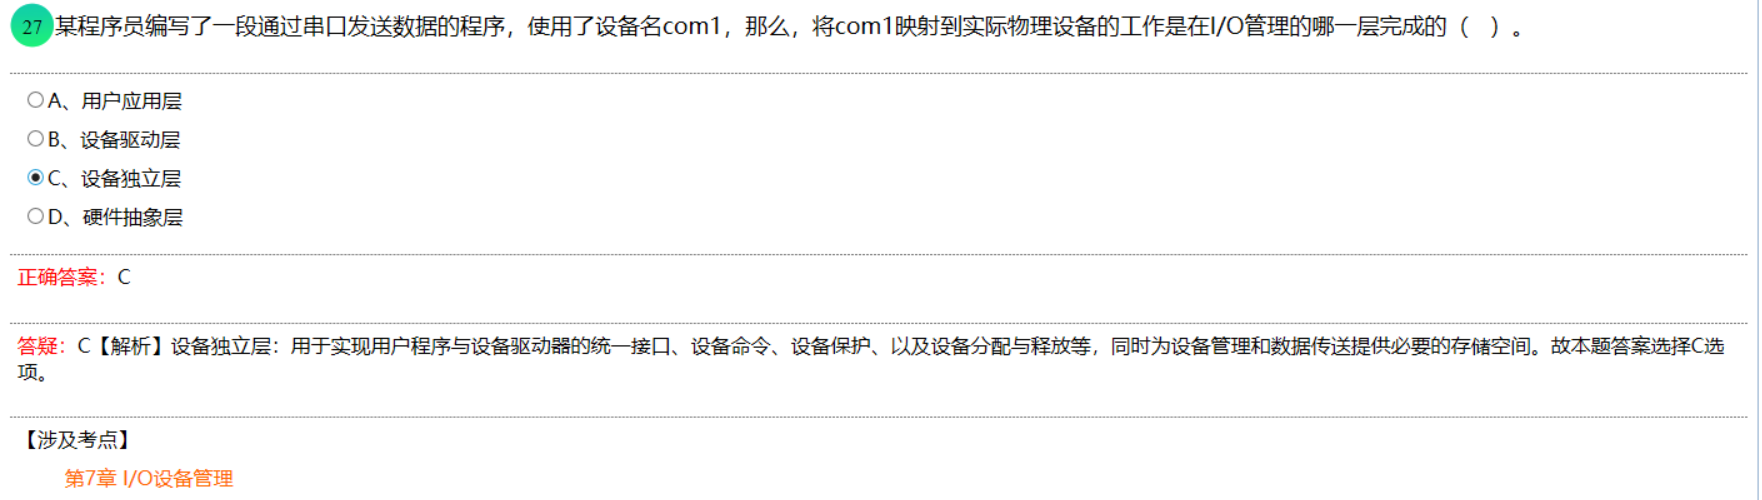 27 某程序员编写了一段通过串口发送数据的程序，使用了设备名com1，那么，将com1映射到实际物理设备的工作是在I/O管理的哪一层完成的（ ）。
A、用户应用层
B、设备驱动层
C、设备独立层
D、硬件抽象层
正确答案：C
答疑：C【解析】设备独立层：用于实现用户程序与设备驱动器的统一接口、设备命令、设备保护、以及设备分配与释放等，同时为设备管理和数据传送提供必要的存储空间。故本题答案选择C选
项。
【涉及考点】
第7章 I/O设备管理